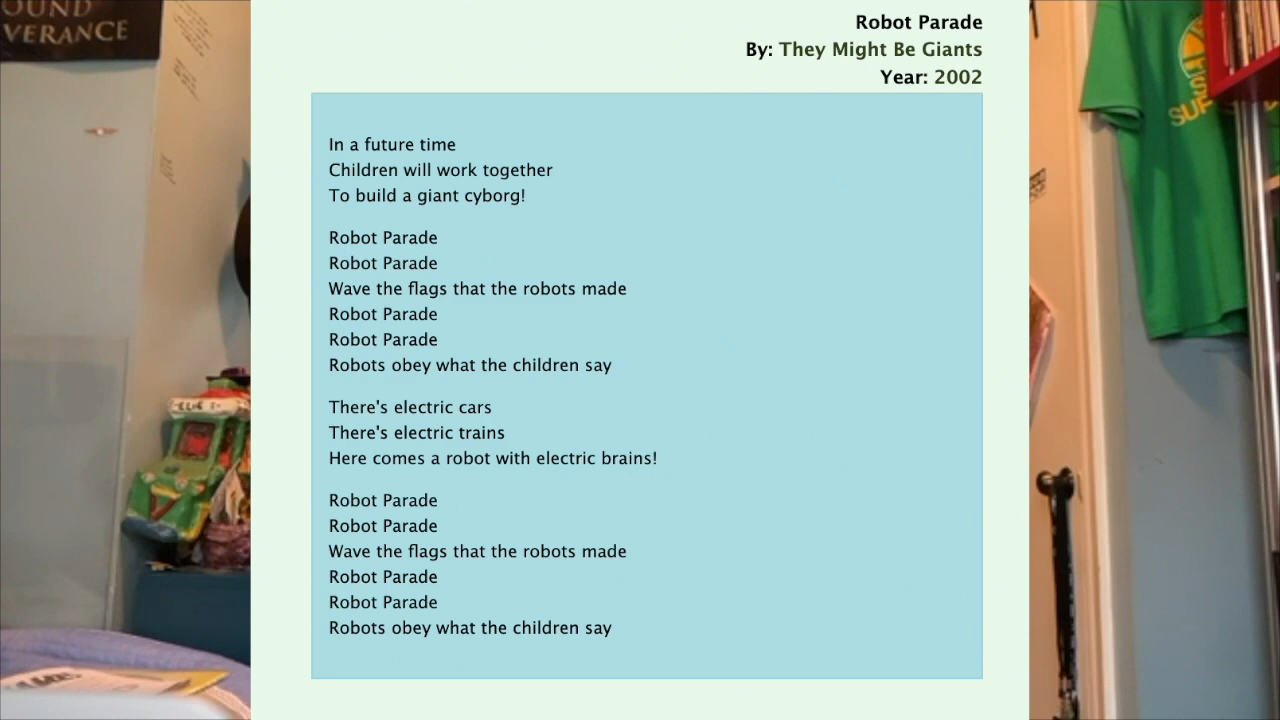 OUND
VERANCE
Robot Parade
By: They Might Be Giants
Year: 2002
In a future time
Children will work together
To build a giant cyborg!
Robot Parade
Robot Parade
Wave the flags that the robots made
Robot Parade
Robot Parade
Robots obey what the children say
There's electric cars
There's electric trains
Here comes a robot with electric brains!
Robot Parade
Robot Parade
Wave the flags that the robots made
Robot Parade
Robot Parade
Robots obey what the children say